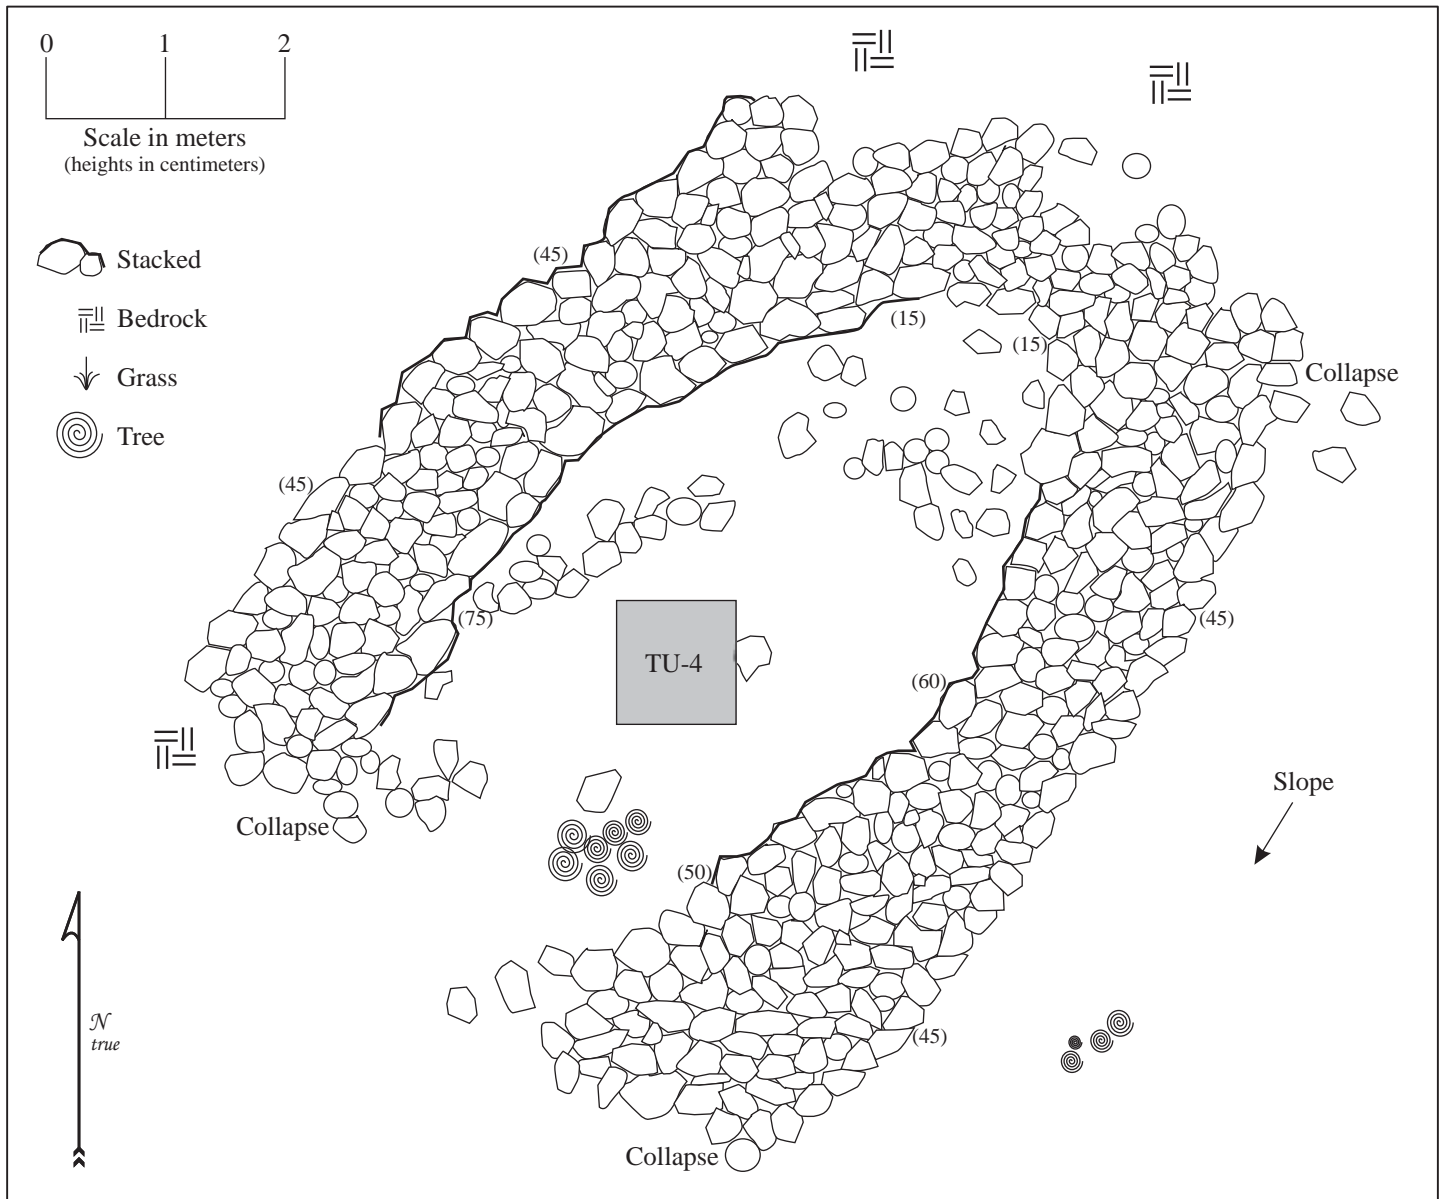 0 1 2
Scale in meters
(heights in centimeters)
Stacked
Bedrock
Grass
Tree
(45)
(15)
(15)
Collapse
(45)
(75)
(45)
TU-4
(60)
Slope
Collapse
(50)
N
true
(45)
Collapse